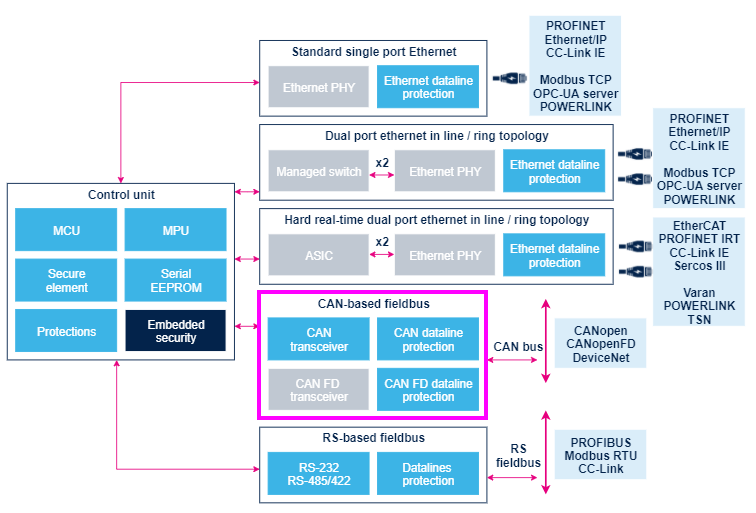 Standard single port Ethernet
Ethernet PHY
Ethernet dataline
protection
PROFINET
Ethernet/IP
CC-Link IE
Modbus TCP
OPC-UA server
POWERLINK
Dual port ethernet in line / ring topology
Managed switch
x2
Ethernet PHY
Ethernet dataline
protection
PROFINET
Ethernet/IP
CC-Link IE
Modbus TCP
OPC-UA server
POWERLINK
Control unit
MCU
MPU
Secure
element
Serial
EEPROM
Protections
Embedded
security
Hard real-time dual port ethernet in line / ring topology
ASIC
x2
Ethernet PHY
Ethernet dataline
protection
EtherCAT
PROFINET IRT
CC-Link IE
Sercos III
Varan
POWERLINK
TSN
CAN-based fieldbus
CAN
transceiver
CAN dataline
protection
CAN FD
transceiver
CAN FD dataline
protection
CAN bus
CANopen
CANopenFD
DeviceNet
RS-based fieldbus
RS-232
RS-485/422
Datalines
protection
RS
fieldbus
PROFIBUS
Modbus RTU
CC-Link